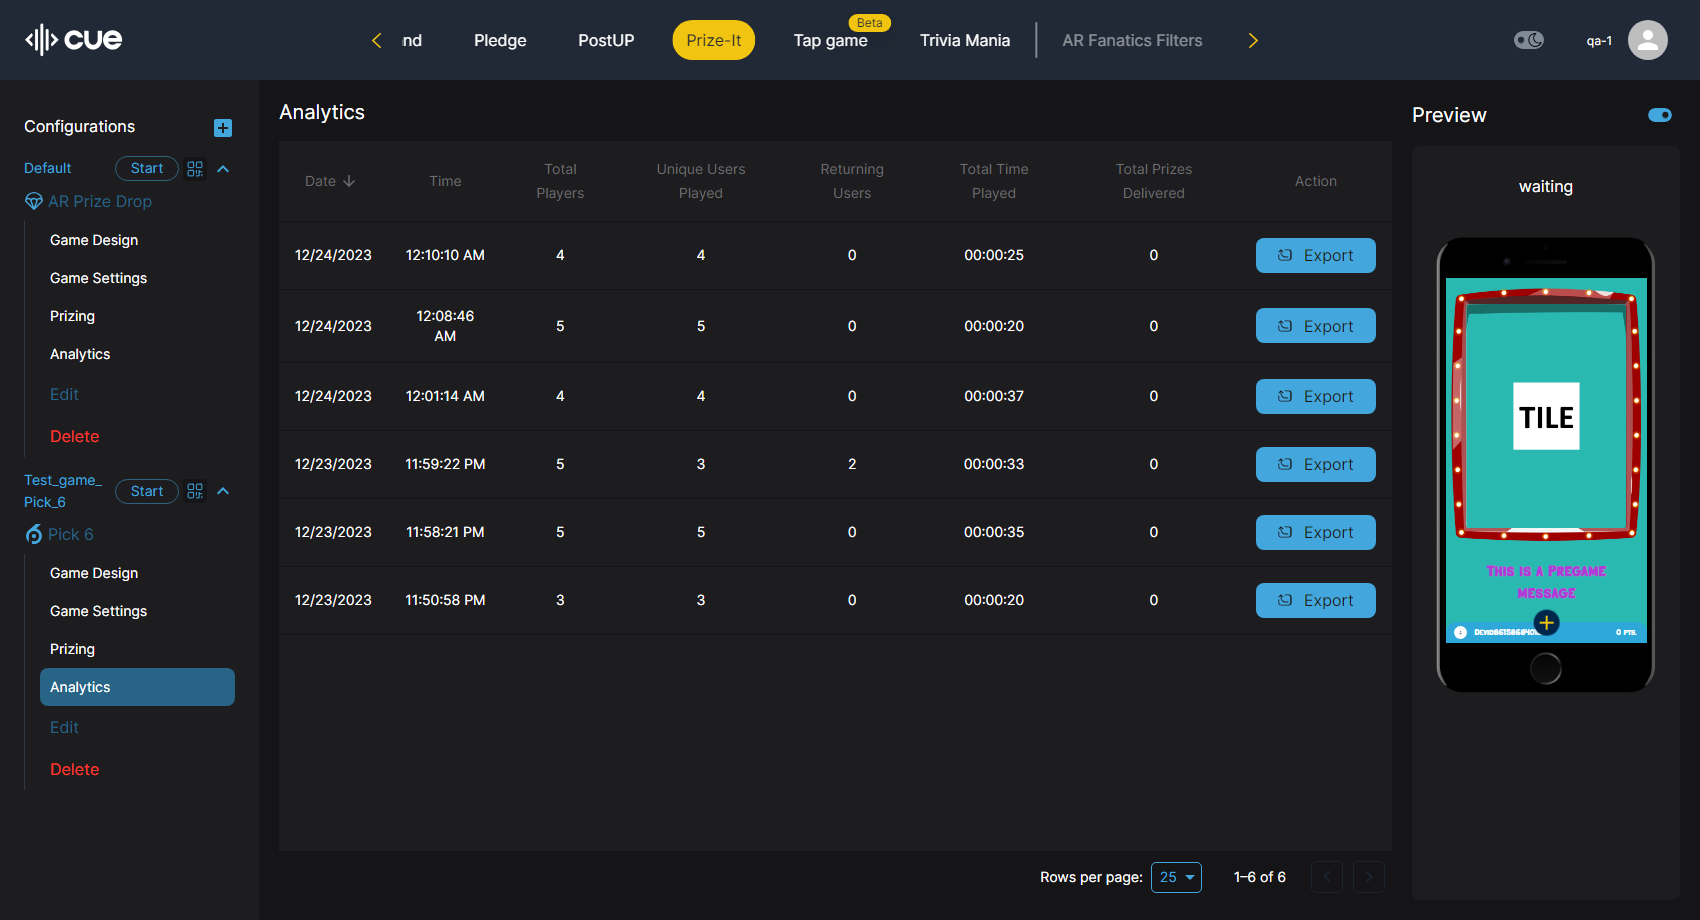 cue
nd
Pledge
PostUP
Prize-It
Beta
Tap game
Trivia Mania
AR Fanatics Filters
qa-1
Configurations
Default
Start
AR Prize Drop
Game Design
Game Settings
Prizing
Analytics
Edit
Delete
Test_game_
Pick_6
Start
Pick 6
Game Design
Game Settings
Prizing
Analytics
Edit
Delete
Analytics
Date Time Total Players Unique Users Played Returning Users Total Time Played Total Prizes Delivered Action
12/24/2023 12:10:10 AM 4 4 0 00:00:25 0 Export
12/24/2023 12:08:46 AM 5 5 0 00:00:20 0 Export
12/24/2023 12:01:14 AM 4 4 0 00:00:37 0 Export
12/23/2023 11:59:22 PM 5 3 2 00:00:33 0 Export
12/23/2023 11:58:21 PM 5 5 0 00:00:35 0 Export
12/23/2023 11:50:58 PM 3 3 0 00:00:20 0 Export
Rows per page: 25 1–6 of 6
Preview
waiting
TILE
This is a Pregame
message
0 pts.